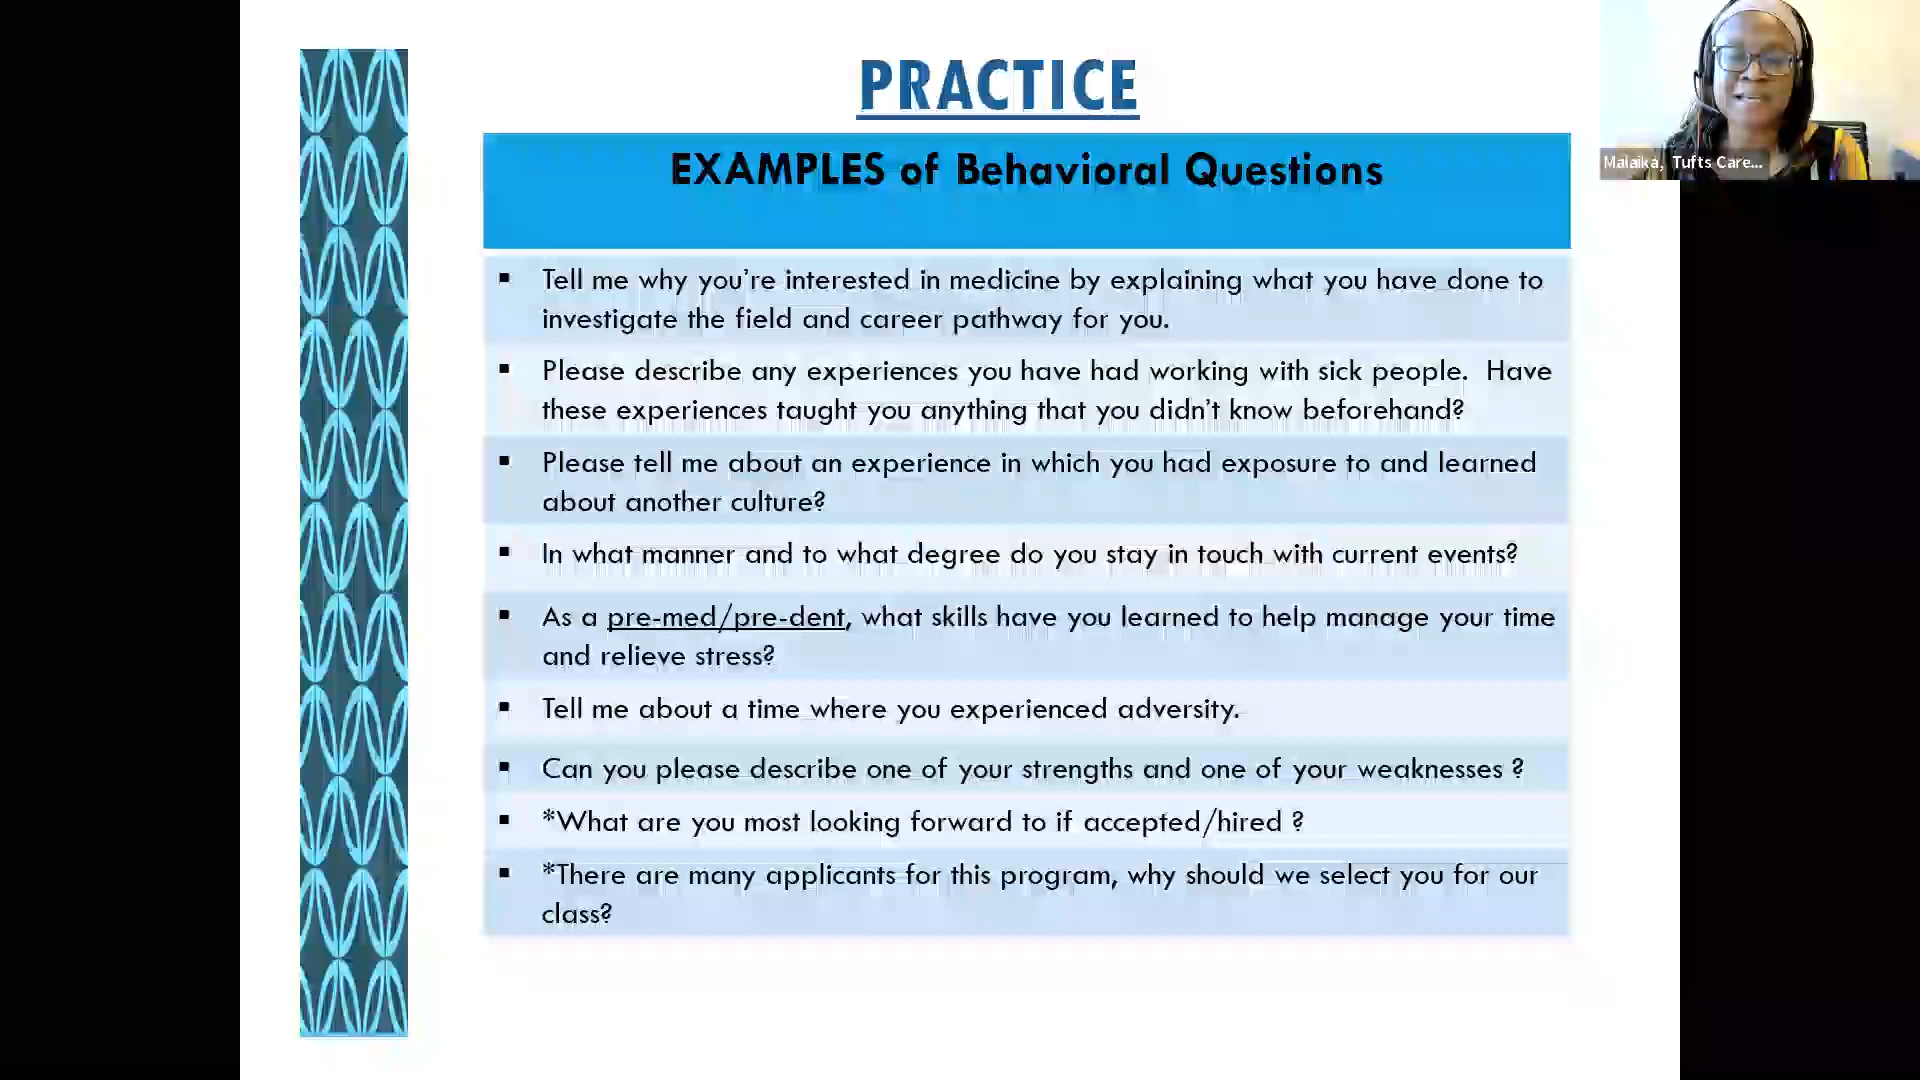 PRACTICE
EXAMPLES of Behavioral Questions
▪ Tell me why you’re interested in medicine by explaining what you have done to
investigate the field and career pathway for you.
▪ Please describe any experiences you have had working with sick people.  Have
these experiences taught you anything that you didn’t know beforehand?
▪ Please tell me about an experience in which you had exposure to and learned
about another culture?
▪ In what manner and to what degree do you stay in touch with current events?
▪ As a pre-med/pre-dent, what skills have you learned to help manage your time
and relieve stress?
▪ Tell me about a time where you experienced adversity.
▪ Can you please describe one of your strengths and one of your weaknesses ?
▪ *What are you most looking forward to if accepted/hired ?
▪ *There are many applicants for this program, why should we select you for our
class?
Malaika, Tufts Care...